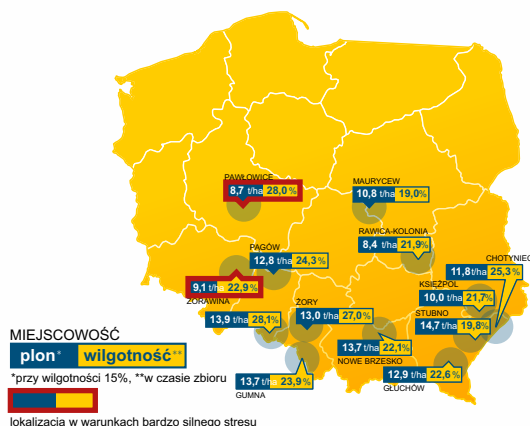 PAWŁOWICE
8,7 t/ha 28,0%
MAURYCEW
10,8 t/ha 19,0%
RAWICA-KOLONIA
8,4 t/ha 21,9%
PĄGÓW
12,8 t/ha 24,3%
CHOTYNIEC
11,8t/ha 25,3%
9,1 t/ha 22,9%
ŻÓRAWINA
KSIĘŻPOL
10,0 t/ha 21,7%
ŻORY
13,0 t/ha 27,0%
13,9 t/ha 28,1%
STUBNO
14,7 t/ha 19,8%
13,7 t/ha 22,1%
NOWE BRZESKO
12,9 t/ha 22,6%
GŁUCHÓW
13,7 t/ha 23,9%
GUMNA
MIEJSCOWOŚĆ
plon* wilgotność**
*przy wilgotności 15%, **w czasie zbioru
lokalizacja w warunkach bardzo silnego stresu